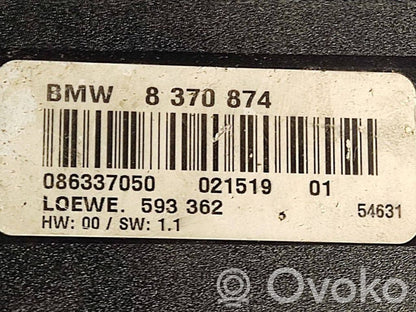 BMW 8 370 874
086337050 021519 01
LOEWE. 593 362 54631
HW: 00 / SW: 1.1
Ovoko